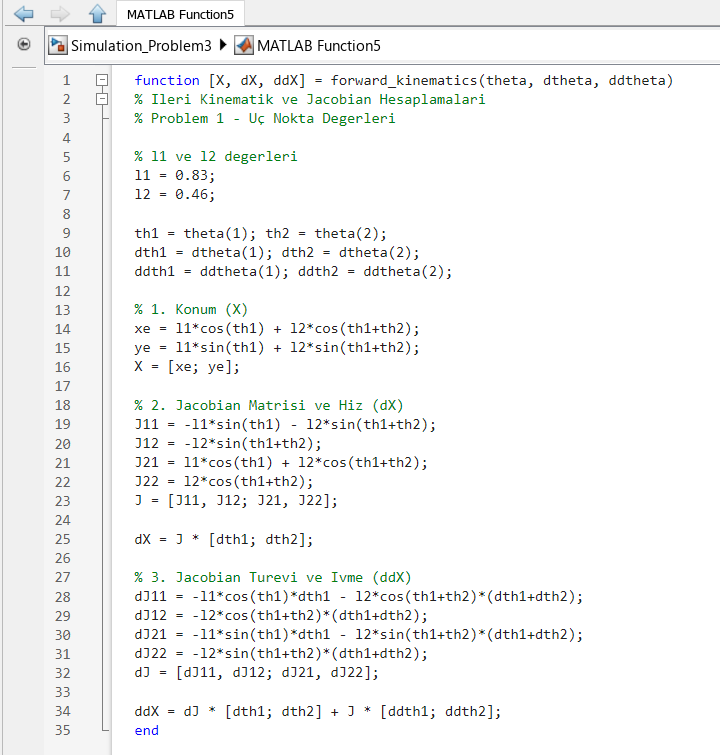 MATLAB Function5
Simulation_Problem3 MATLAB Function5
1 function [X, dX, ddX] = forward_kinematics(theta, dtheta, ddtheta)
2 % Ileri Kinematik ve Jacobian Hesaplamalari
3 % Problem 1 - Uç Nokta Degerleri
4
5 % l1 ve l2 degerleri
6 l1 = 0.83;
7 l2 = 0.46;
8
9 th1 = theta(1); th2 = theta(2);
10 dth1 = dtheta(1); dth2 = dtheta(2);
11 ddth1 = ddtheta(1); ddth2 = ddtheta(2);
12
13 % 1. Konum (X)
14 xe = l1*cos(th1) + l2*cos(th1+th2);
15 ye = l1*sin(th1) + l2*sin(th1+th2);
16 X = [xe; ye];
17
18 % 2. Jacobian Matrisi ve Hiz (dX)
19 J11 = -l1*sin(th1) - l2*sin(th1+th2);
20 J12 = -l2*sin(th1+th2);
21 J21 = l1*cos(th1) + l2*cos(th1+th2);
22 J22 = l2*cos(th1+th2);
23 J = [J11, J12; J21, J22];
24
25 dX = J * [dth1; dth2];
26
27 % 3. Jacobian Turevi ve Ivme (ddX)
28 dJ11 = -l1*cos(th1)*dth1 - l2*cos(th1+th2)*(dth1+dth2);
29 dJ12 = -l2*cos(th1+th2)*(dth1+dth2);
30 dJ21 = -l1*sin(th1)*dth1 - l2*sin(th1+th2)*(dth1+dth2);
31 dJ22 = -l2*sin(th1+th2)*(dth1+dth2);
32 dJ = [dJ11, dJ12; dJ21, dJ22];
33
34 ddX = dJ * [dth1; dth2] + J * [ddth1; ddth2];
35 end